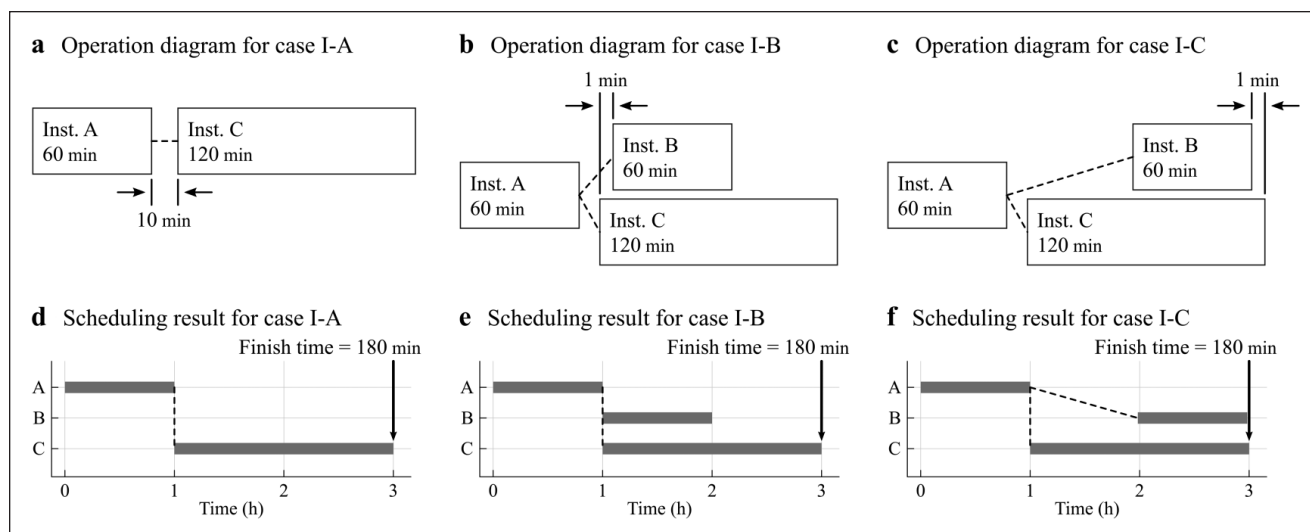 a Operation diagram for case I-A
Inst. A
60 min
Inst. C
120 min
10 min
b Operation diagram for case I-B
1 min
Inst. B
60 min
Inst. A
60 min
Inst. C
120 min
c Operation diagram for case I-C
1 min
Inst. B
60 min
Inst. A
60 min
Inst. C
120 min
d Scheduling result for case I-A
Finish time = 180 min
A
B
C
0 1 2 3
Time (h)
e Scheduling result for case I-B
Finish time = 180 min
A
B
C
0 1 2 3
Time (h)
f Scheduling result for case I-C
Finish time = 180 min
A
B
C
0 1 2 3
Time (h)